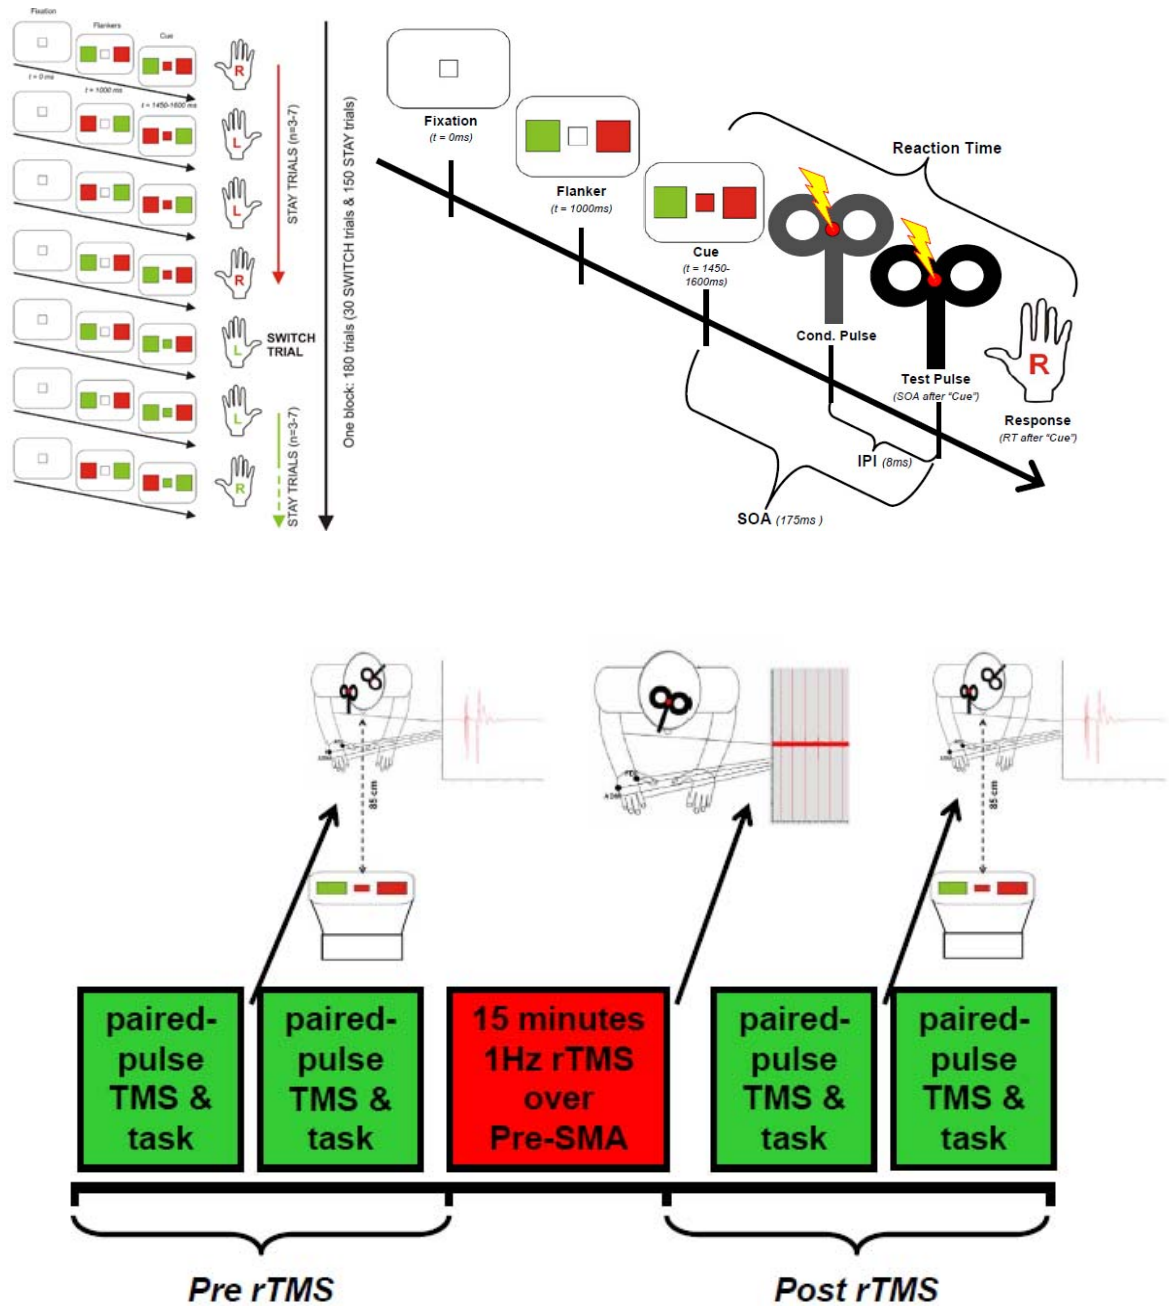 Fixation
Flankers
Cue
t = 0 ms
t = 1000 ms
t = 1450-1600 ms
R
L
L
R
L
L
R
SWITCH
TRIAL
STAY TRIALS (n=3-7)
STAY TRIALS (n=3-7)
One block: 180 trials (30 SWITCH trials & 150 STAY trials)
Fixation
(t = 0ms)
Flanker
(t = 1000ms)
Cue
(t = 1450-
1600ms)
Reaction Time
Cond. Pulse
Test Pulse
(SOA after "Cue")
R
Response
(RT after "Cue")
IPI (8ms)
SOA (175ms )
85 cm
85 cm
paired-
pulse
TMS &
task
paired-
pulse
TMS &
task
15 minutes
1Hz rTMS
over
Pre-SMA
paired-
pulse
TMS &
task
paired-
pulse
TMS &
task
Pre rTMS
Post rTMS